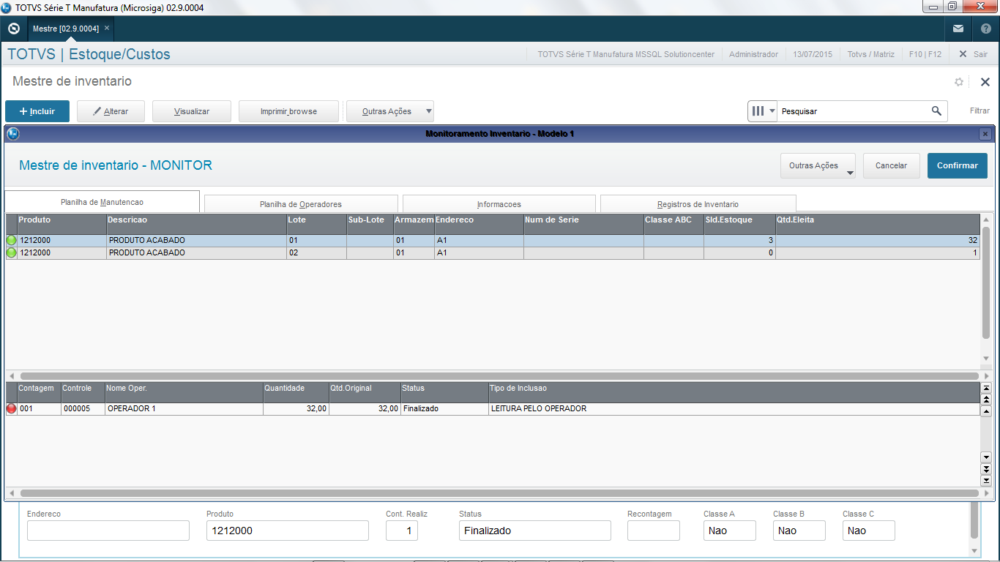 TOTVS Série T Manufatura (Microsiga) 02.9.0004
Mestre [02.9.0004]
TOTVS | Estoque/Custos TOTVS Série T Manufatura MSSQL Solutioncenter Administrador 13/07/2015 Totvs / Matriz F10 | F12 Sair
Mestre de inventario
Incluir Alterar Visualizar Imprimir browse Outras Ações Pesquisar Filtrar
Monitoramento Inventario - Modelo 1
Mestre de inventario - MONITOR Outras Ações Cancelar Confirmar
Planilha de Manutencao Planilha de Operadores Informacoes Registros de Inventario
Produto Descricao Lote Sub-Lote Armazem Endereco Num de Serie Classe ABC Sld.Estoque Qtd.Eleita
1212000 PRODUTO ACABADO 01 01 A1 3 32
1212000 PRODUTO ACABADO 02 01 A1 0 1
Contagem Controle Nome Oper. Quantidade Qtd.Original Status Tipo de Inclusao
001 000005 OPERADOR 1 32,00 32,00 Finalizado LEITURA PELO OPERADOR
Endereco Produto Cont. Realiz Status Recontagem Classe A Classe B Classe C
1212000 1 Finalizado Nao Nao Nao